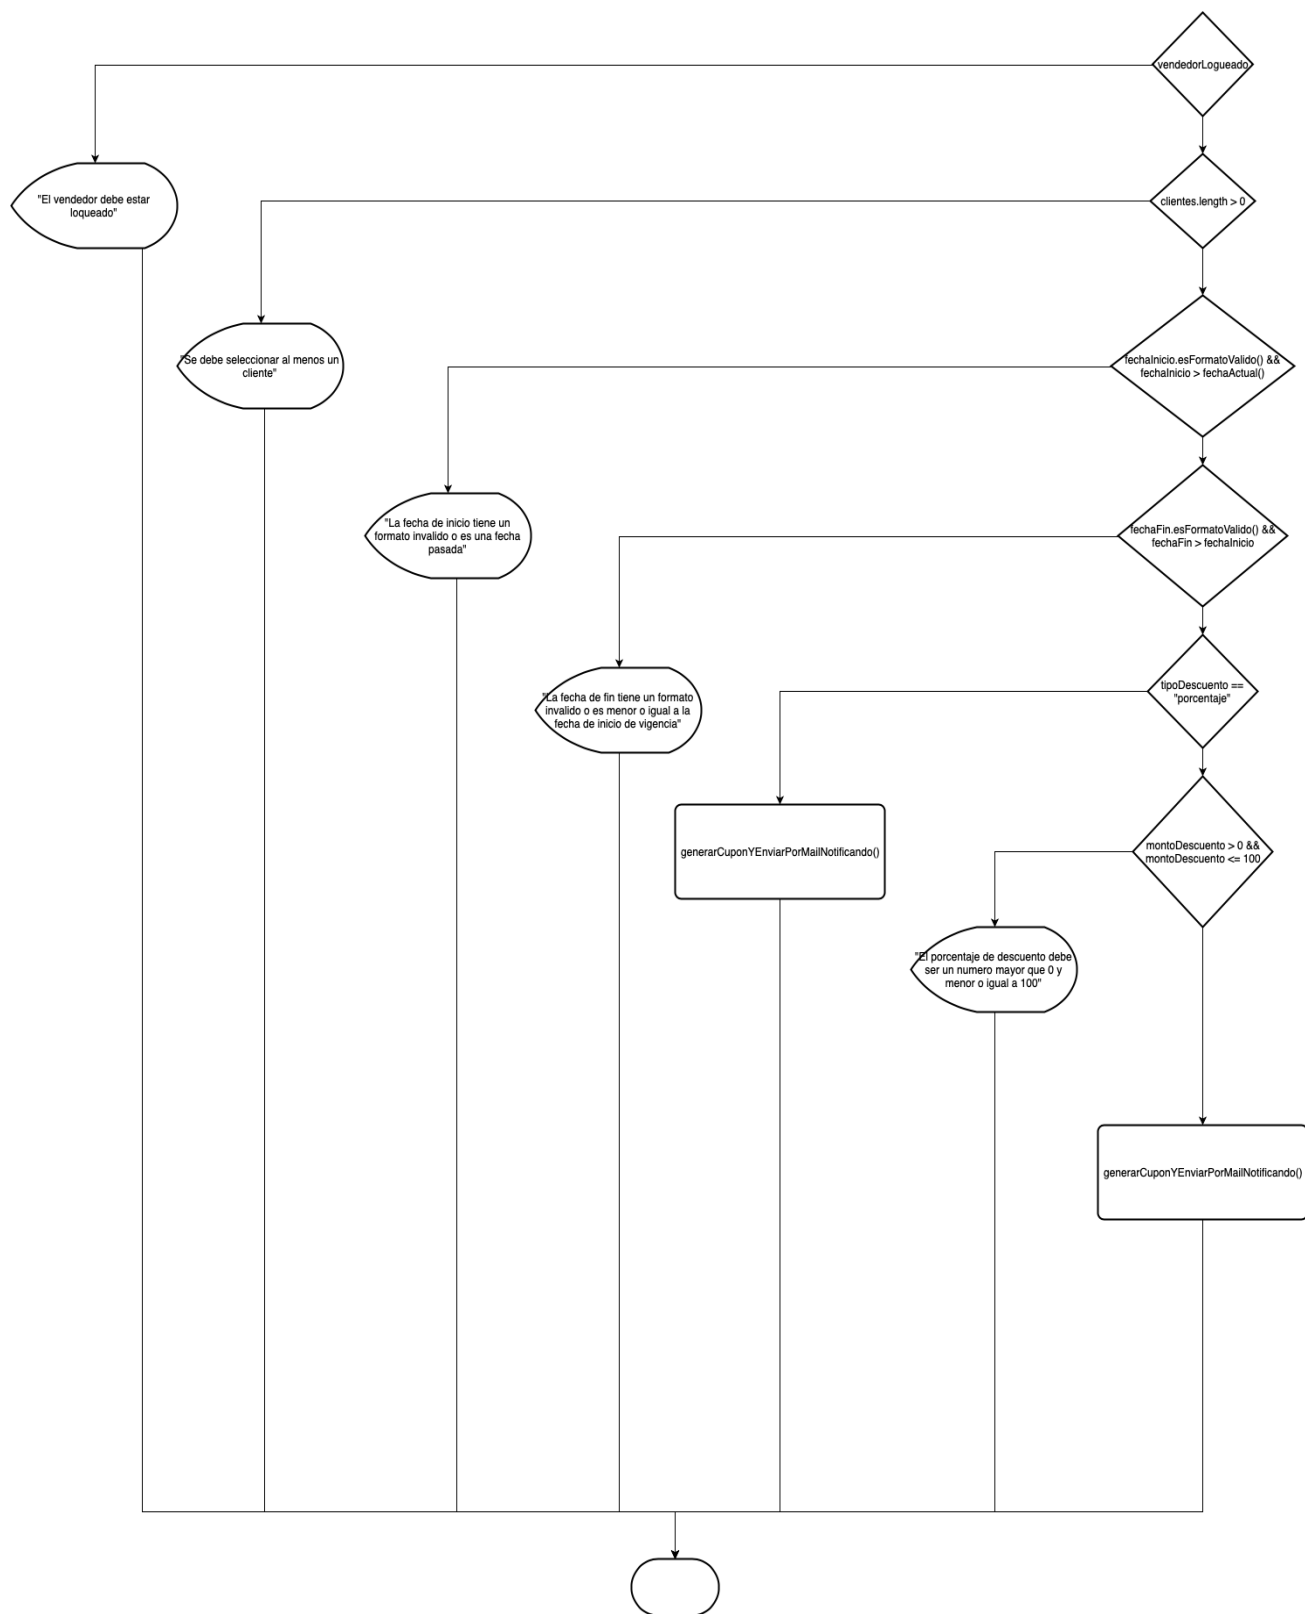 vendedorLogueado
"El vendedor debe estar
loqueado"
clientes.length > 0
"Se debe seleccionar al menos un
cliente"
fechaInicio.esFormatoValido() &&
fechaInicio > fechaActual()
"La fecha de inicio tiene un
formato invalido o es una fecha
pasada"
fechaFin.esFormatoValido() &&
fechaFin > fechaInicio
"La fecha de fin tiene un formato
invalido o es menor o igual a la
fecha de inicio de vigencia"
tipoDescuento ==
"porcentaje"
generarCuponYEnviarPorMailNotificando()
montoDescuento > 0 &&
montoDescuento <= 100
"El porcentaje de descuento debe
ser un numero mayor que 0 y
menor o igual a 100"
generarCuponYEnviarPorMailNotificando()